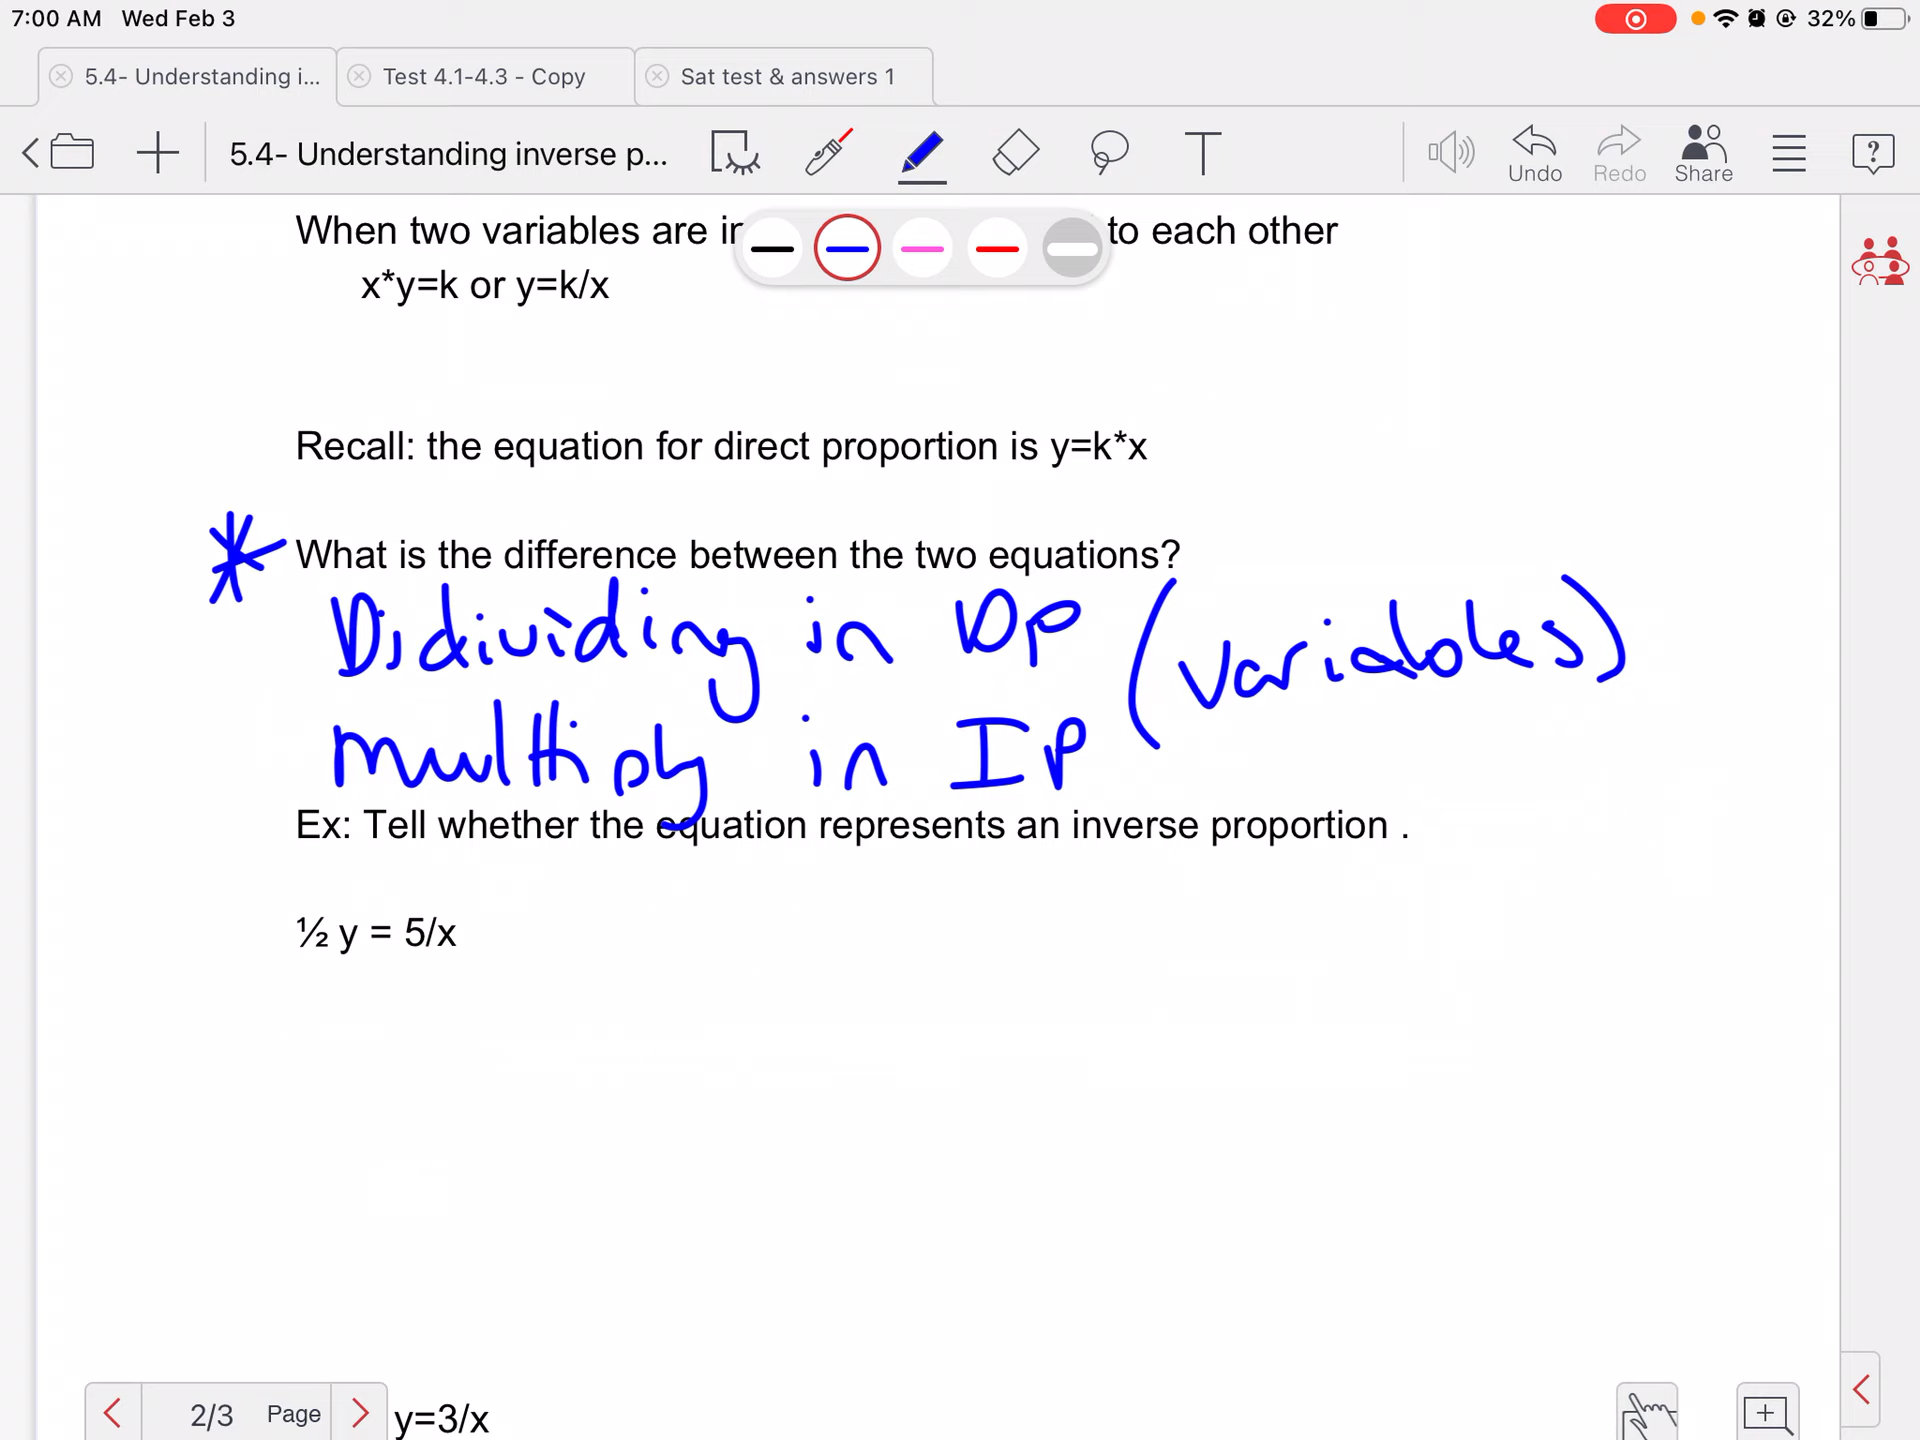 7:00 AM Wed Feb 3 32%
5.4- Understanding i... Test 4.1-4.3 - Copy Sat test & answers 1
5.4- Understanding inverse p... T Undo Redo Share ?
When two variables are in to each other
x*y=k or y=k/x
Recall: the equation for direct proportion is y=k*x
* What is the difference between the two equations?
Didividing in DP (variables)
multiply in IP
Ex: Tell whether the equation represents an inverse proportion .
½ y = 5/x
2/3 Page y=3/x